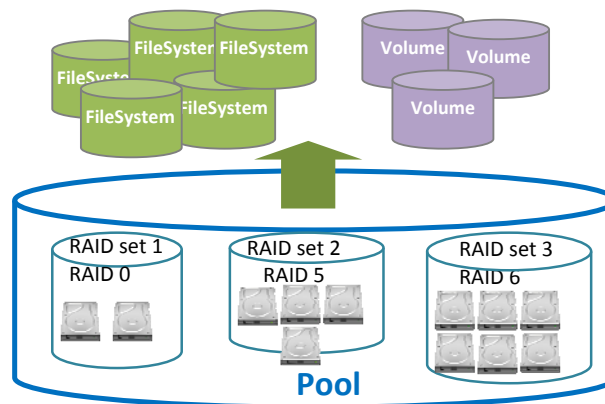 FileSystem
FileSystem
Volume
Volume
FileSystem
Volume
FileSystem
FileSystem
RAID set 1
RAID 0
RAID set 2
RAID 5
RAID set 3
RAID 6
Pool